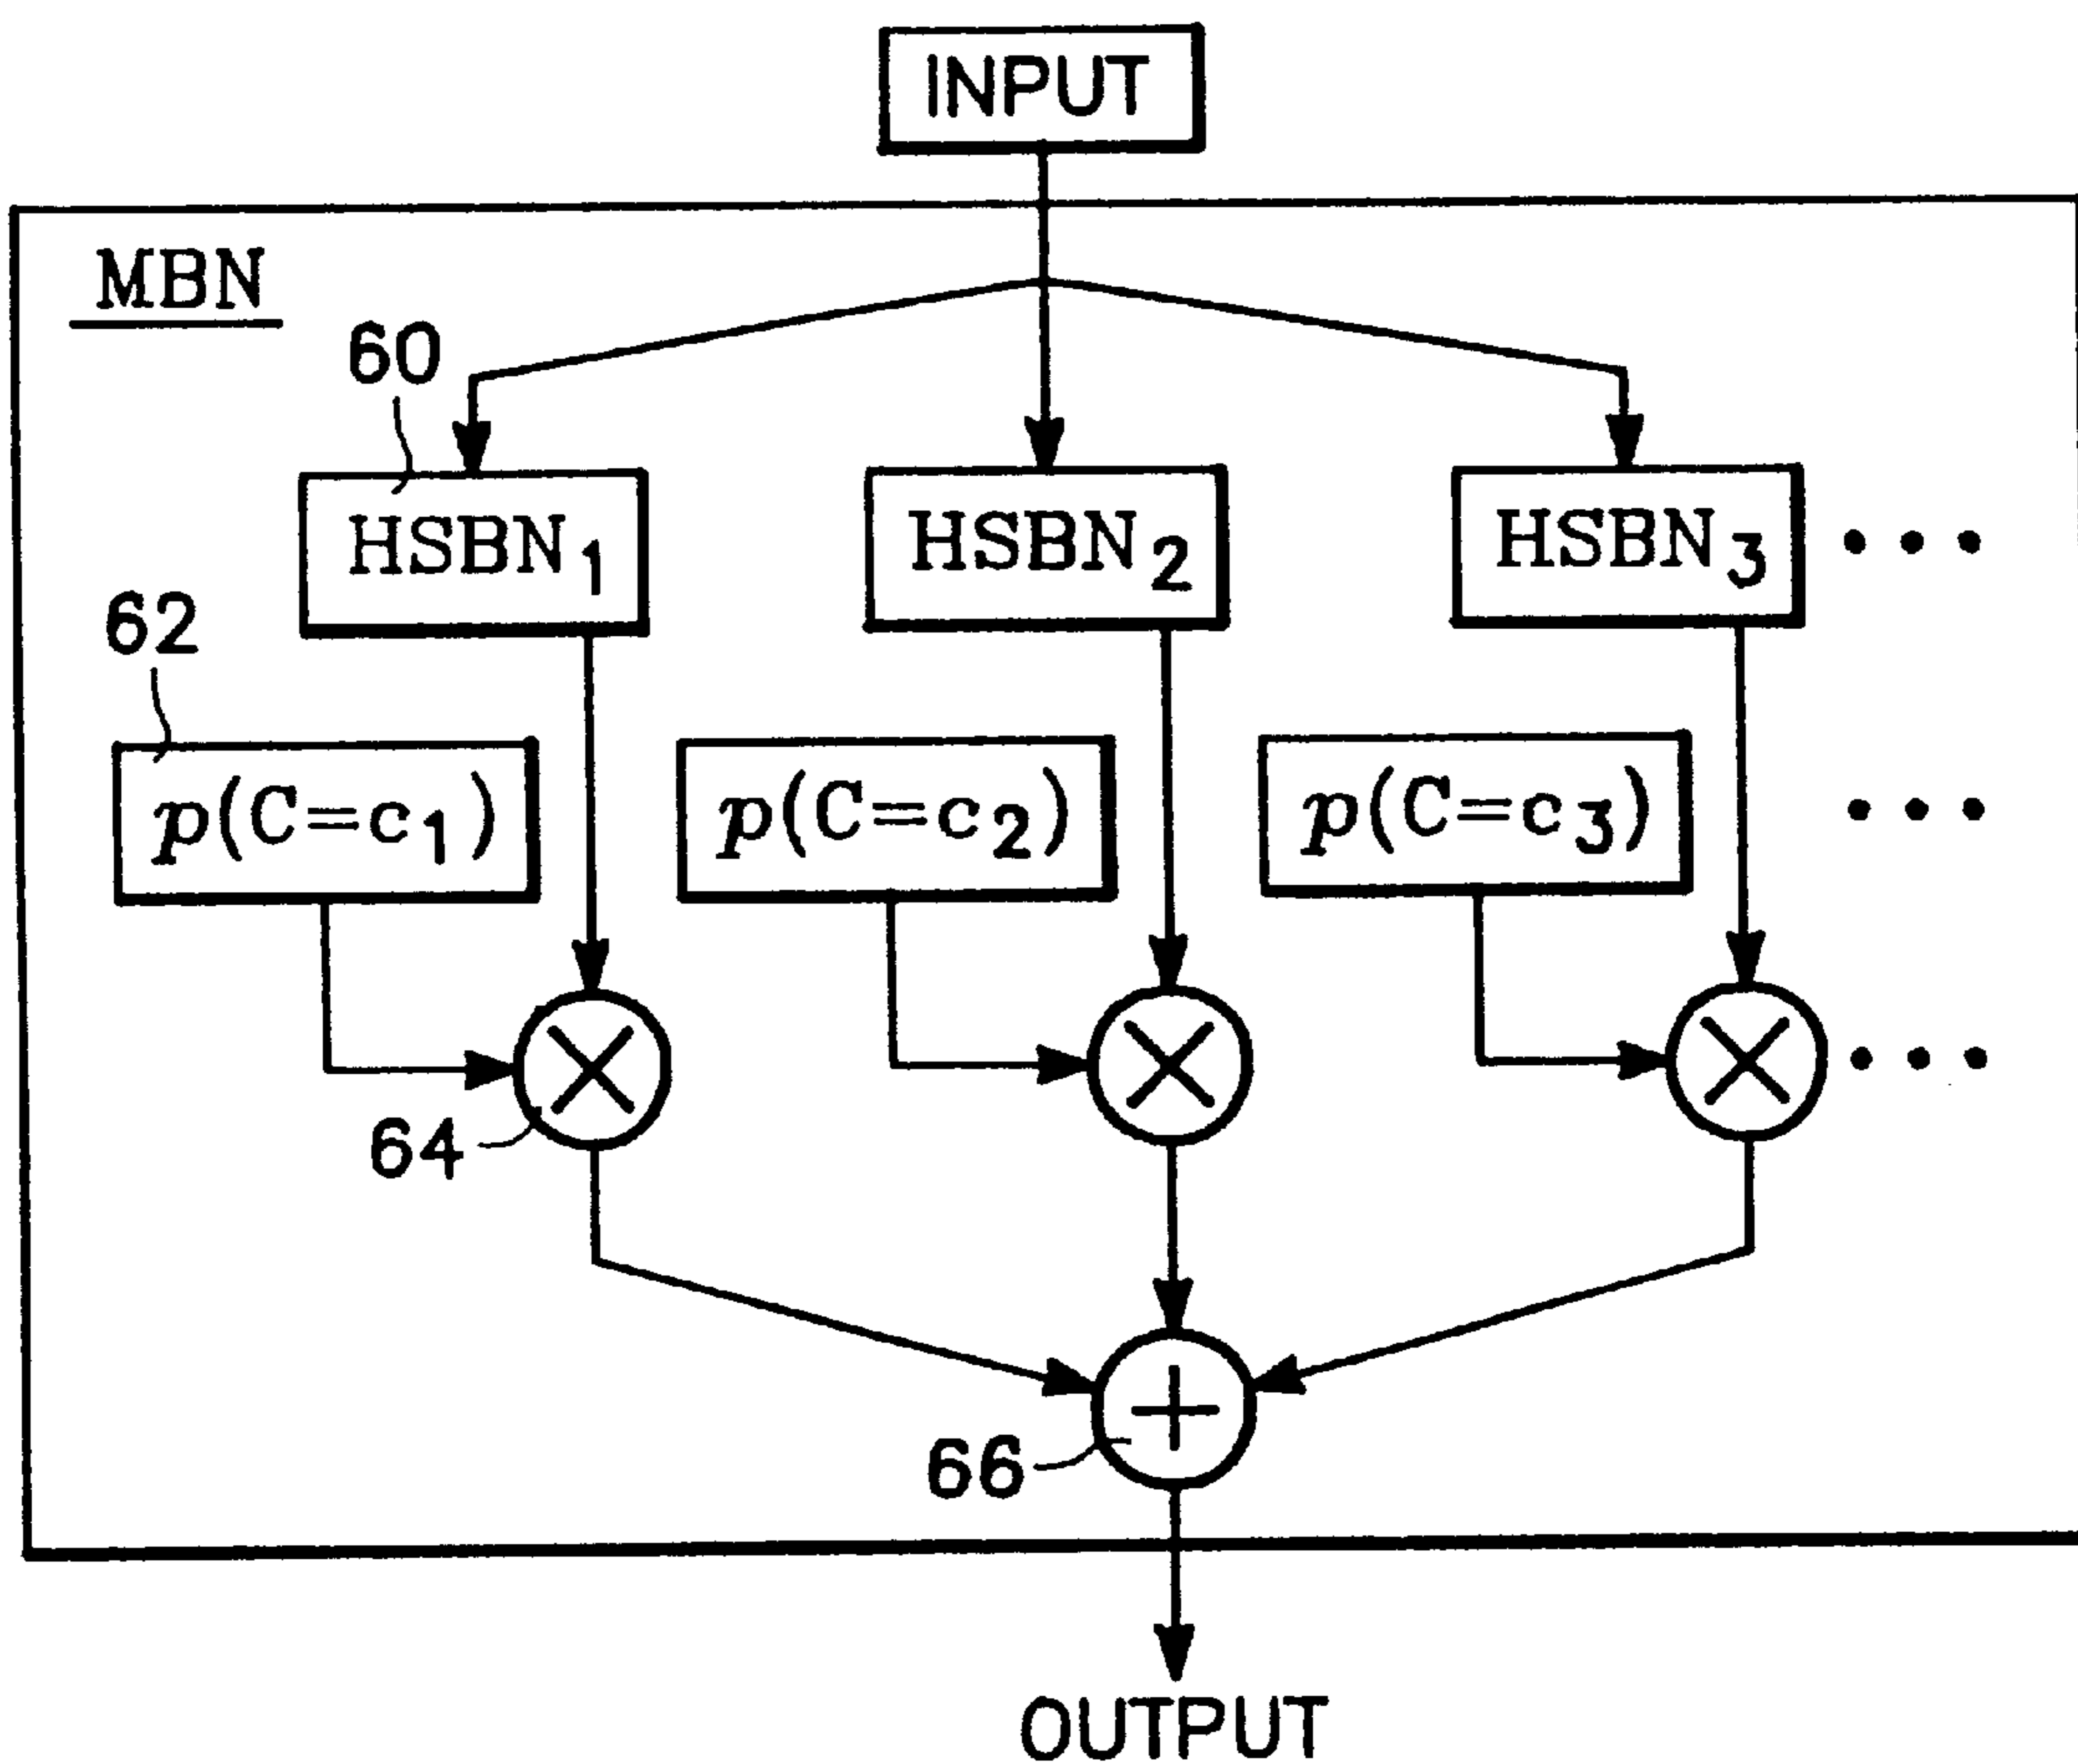 INPUT
MBN
60
HSBN1 HSBN2 HSBN3 •••
62
p(C=c1) p(C=c2) p(C=c3) •••
•••
64
66
OUTPUT